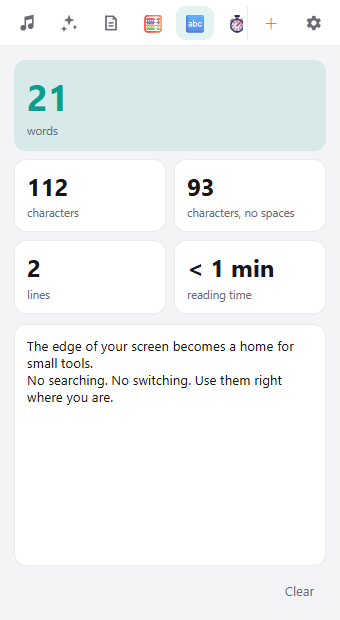 abc
21
words
112
characters
93
characters, no spaces
2
lines
< 1 min
reading time
The edge of your screen becomes a home for
small tools.
No searching. No switching. Use them right
where you are.
Clear